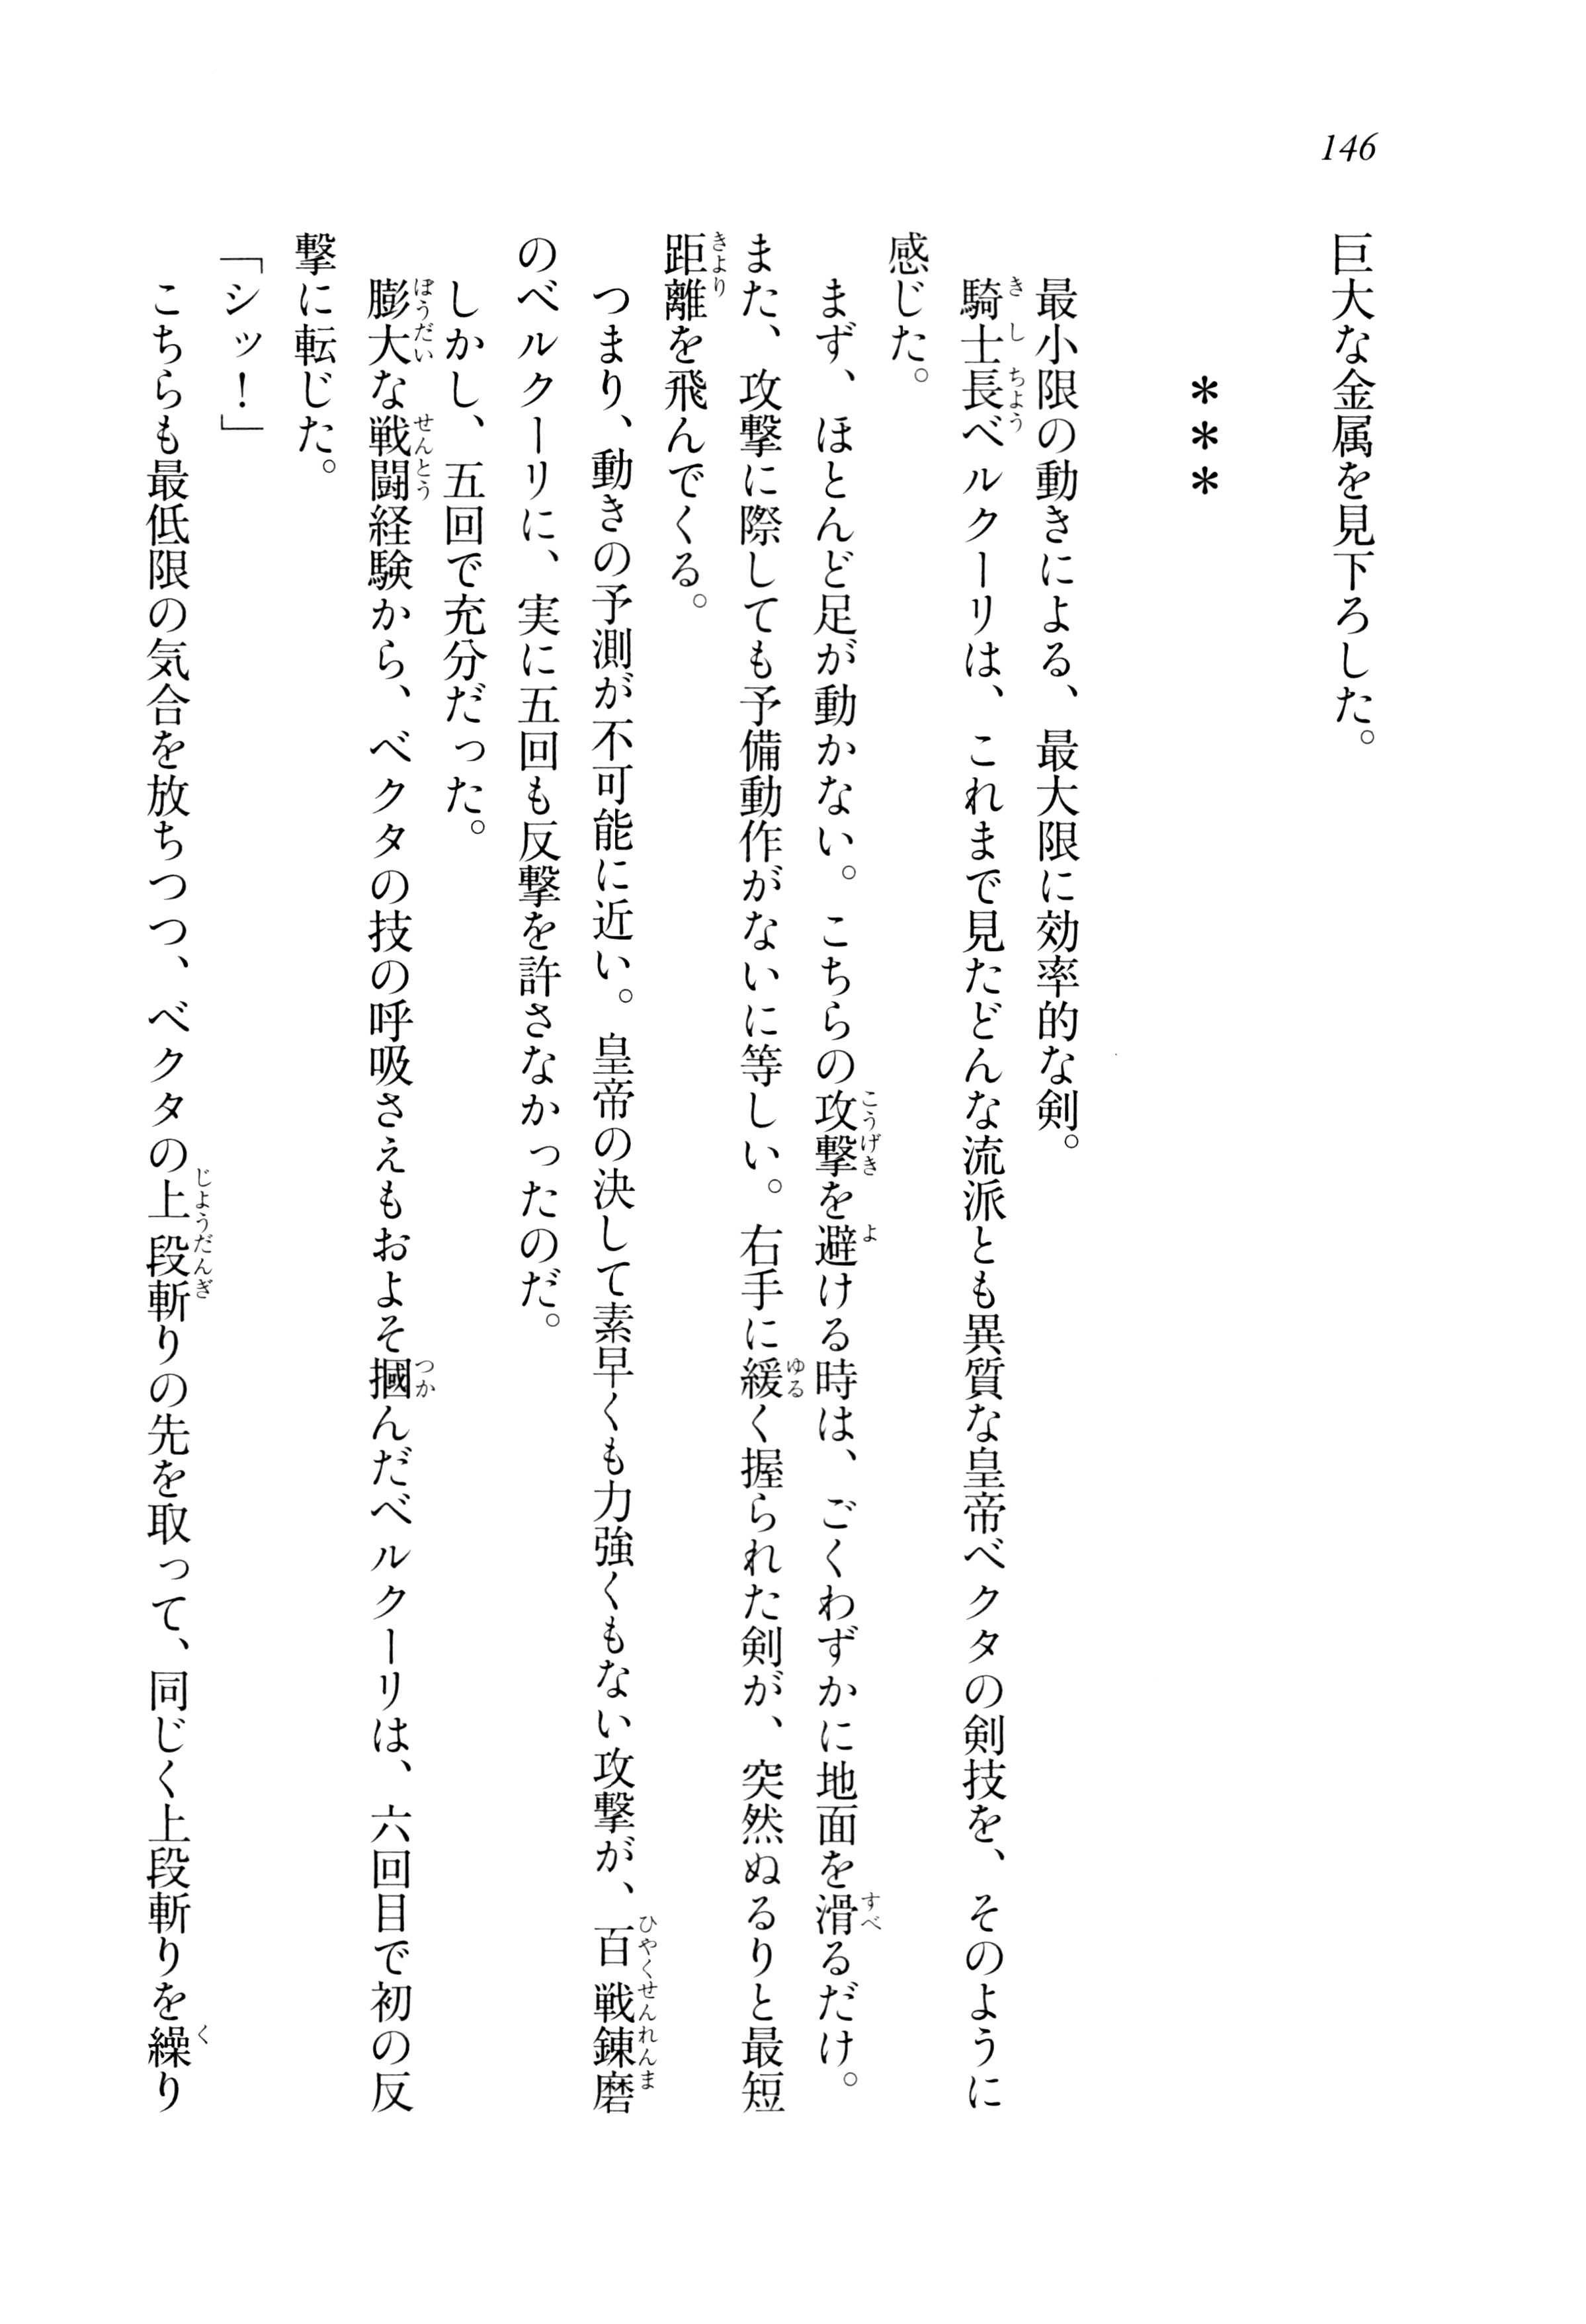 146
巨大な金属を見下ろした。
＊＊＊
最小限の動きによる、最大限に効率的な剣。
騎士長ベルクーリは、これまで見たどんな流派とも異質な皇帝ベクタの剣技を、そのように
感じた。
まず、ほとんど足が動かない。こちらの攻撃を避ける時は、ごくわずかに地面を滑るだけ。
また、攻撃に際しても予備動作がないに等しい。右手に緩く握られた剣が、突然ぬるりと最短
距離を飛んでくる。
つまり、動きの予測が不可能に近い。皇帝の決して素早くも力強くもない攻撃が、百戦錬磨
のベルクーリに、実に五回も反撃を許さなかったのだ。
しかし、五回で充分だった。
膨大な戦闘経験から、ベクタの技の呼吸さえもおよそ摑んだベルクーリは、六回目で初の反
撃に転じた。
「シッ！」
こちらも最低限の気合を放ちつつ、ベクタの上段斬りの先を取って、同じく上段斬りを繰り